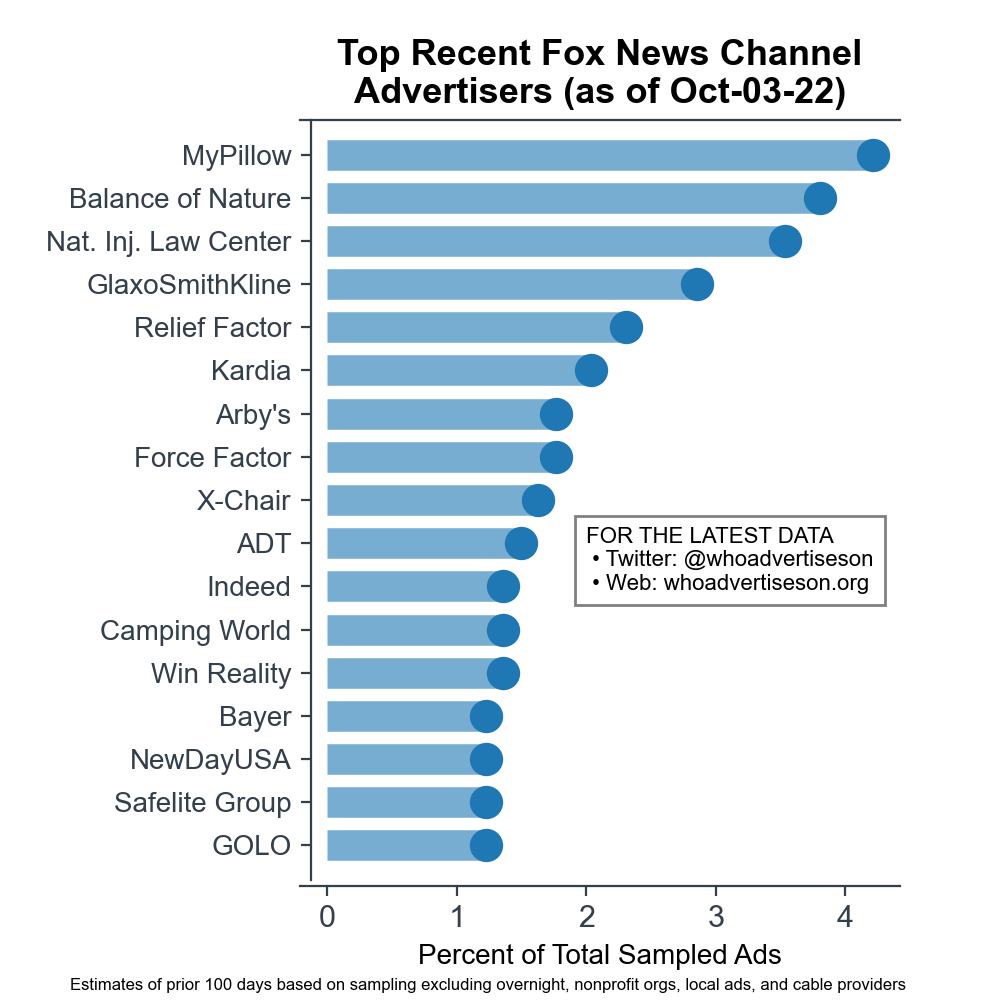 Top Recent Fox News Channel
Advertisers (as of Oct-03-22)
MyPillow
Balance of Nature
Nat. Inj. Law Center
GlaxoSmithKline
Relief Factor
Kardia
Arby's
Force Factor
X-Chair
ADT
Indeed
Camping World
Win Reality
Bayer
NewDayUSA
Safelite Group
GOLO
FOR THE LATEST DATA
• Twitter: @whoadvertiseson
• Web: whoadvertiseson.org
0 1 2 3 4
Percent of Total Sampled Ads
Estimates of prior 100 days based on sampling excluding overnight, nonprofit orgs, local ads, and cable providers